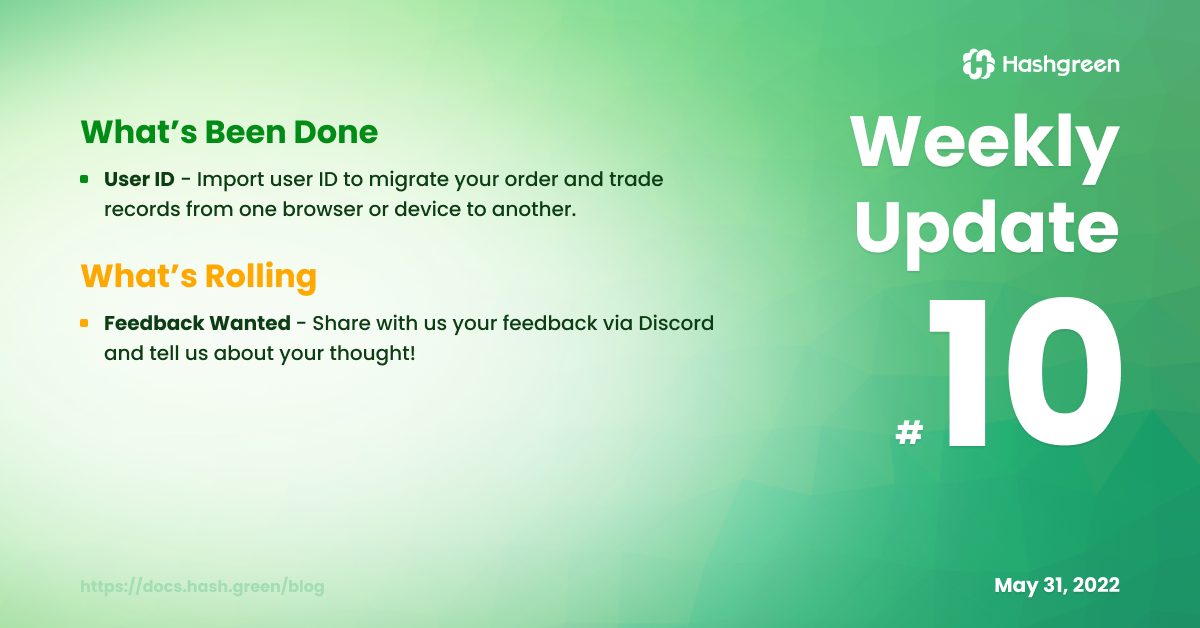 Hashgreen
Weekly
Update
#10
What's Been Done
User ID - Import user ID to migrate your order and trade
records from one browser or device to another.
What's Rolling
Feedback Wanted - Share with us your feedback via Discord
and tell us about your thought!
https://docs.hash.green/blog
May 31, 2022